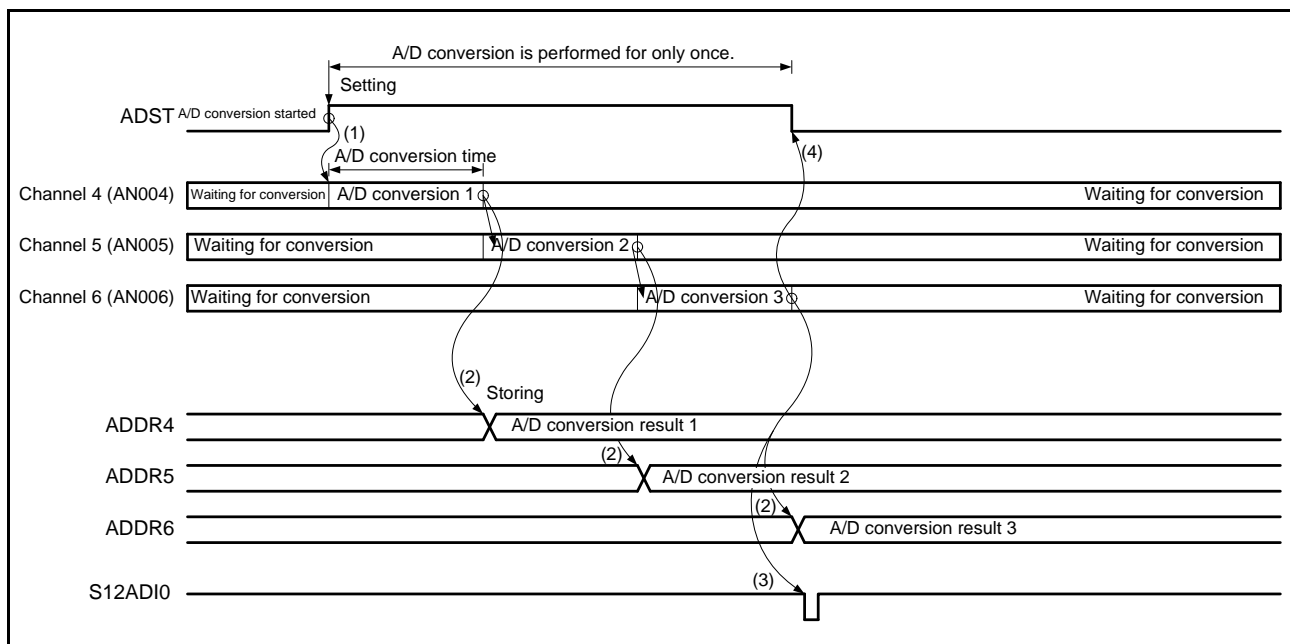 A/D conversion is performed for only once.
Setting
ADST A/D conversion started
(1)
(4)
A/D conversion time
Channel 4 (AN004) Waiting for conversion A/D conversion 1 Waiting for conversion
Channel 5 (AN005) Waiting for conversion A/D conversion 2 Waiting for conversion
Channel 6 (AN006) Waiting for conversion A/D conversion 3 Waiting for conversion
(2) Storing
ADDR4 A/D conversion result 1
(2)
ADDR5 A/D conversion result 2
(2)
ADDR6 A/D conversion result 3
(3)
S12ADI0